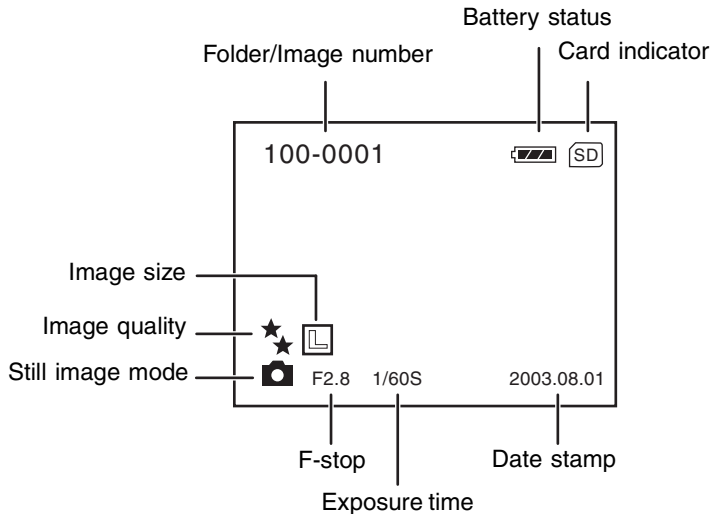 Battery status
Folder/Image number
Card indicator
100-0001
SD
Image size
Image quality
L
Still image mode
F2.8 1/60S 2003.08.01
F-stop
Date stamp
Exposure time